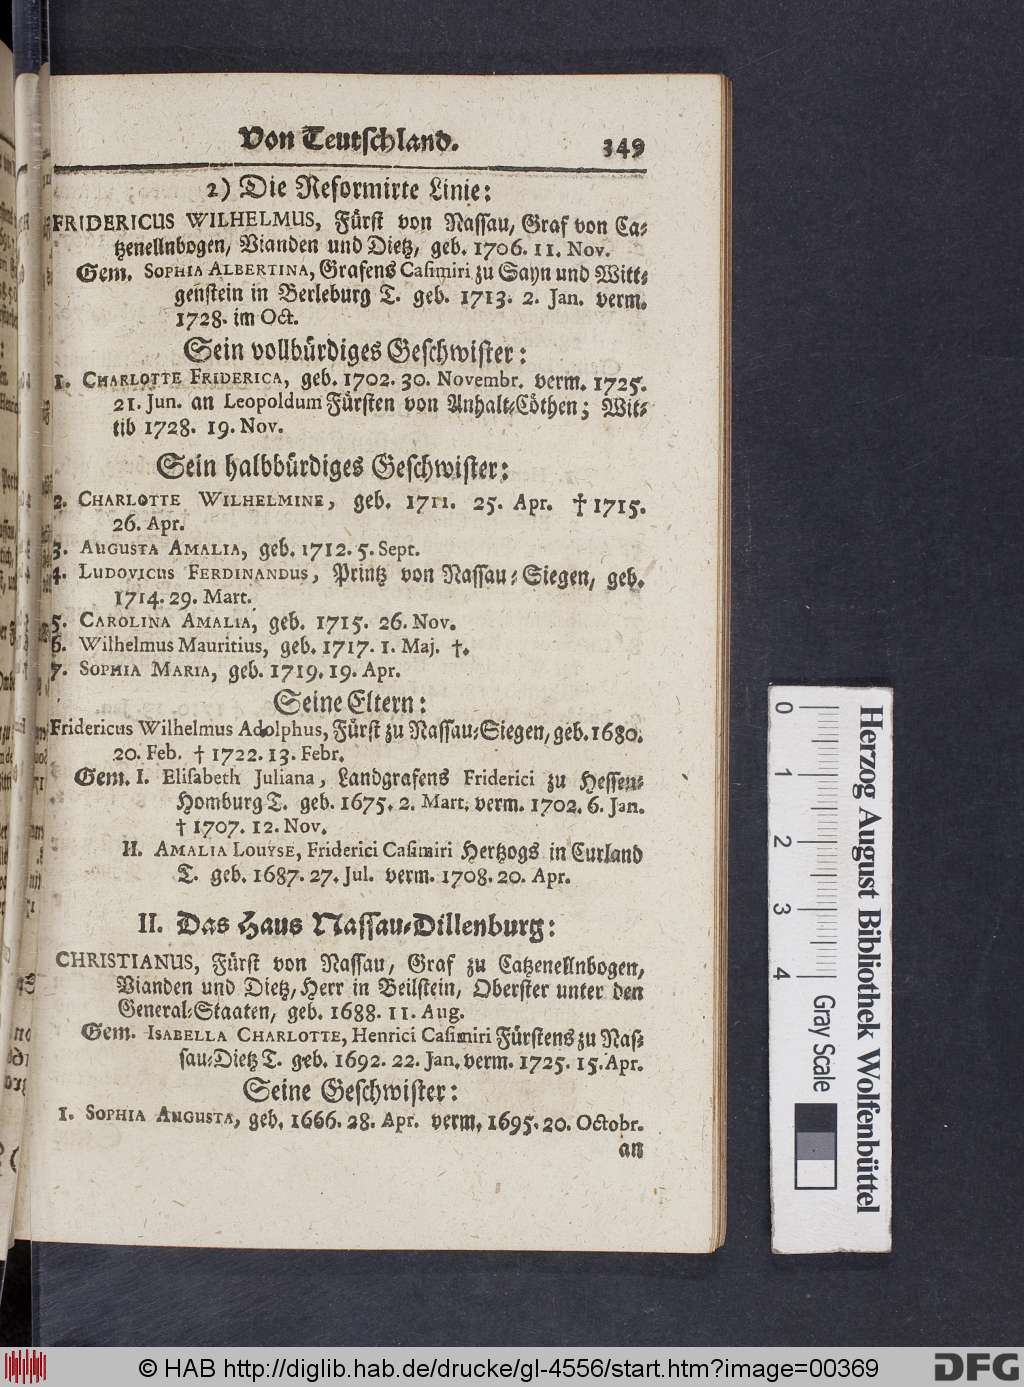 Von Teutschland. 349
2) Die Reformirte Linie:
FRIDERICUS WILHELMUS, Fürst von Nassau, Graf von Ca-
tzenellnbogen, Vianden und Dietz, geb. 1706. 11. Nov.
Gem. SOPHIA ALBERTINA, Grafens Casimiri zu Sayn und Witt-
genstein in Berleburg T. geb. 1713. 2. Jan. verm.
1728. im Oct.
Sein vollbürdiges Geschwister:
1. CHARLOTTE FRIDERICA, geb. 1702. 30. Novembr. verm. 1725.
21. Jun. an Leopoldum Fürsten von Anhalt-Cöthen; Wit-
tib 1728. 19. Nov.
Sein halbbürdiges Geschwister:
2. CHARLOTTE WILHELMINE, geb. 1711. 25. Apr. † 1715.
26. Apr.
3. AUGUSTA AMALIA, geb. 1712. 5. Sept.
4. LUDOVICUS FERDINANDUS, Printz von Nassau-Siegen, geb.
1714. 29. Mart.
5. CAROLINA AMALIA, geb. 1715. 26. Nov.
6. Wilhelmus Mauritius, geb. 1717. 1. Maj. †.
7. SOPHIA MARIA, geb. 1719. 19. Apr.
Seine Eltern:
Fridericus Wilhelmus Adolphus, Fürst zu Nassau-Siegen, geb. 1680.
20. Feb. † 1722. 13. Febr.
Gem. I. Elisabeth Juliana, Landgrafens Friderici zu Hessen-
Homburg T. geb. 1675. 2. Mart. verm. 1702. 6. Jan.
† 1707. 12. Nov.
II. AMALIA LOUYSE, Friderici Casimiri Hertzogs in Curland
T. geb. 1687. 27. Jul. verm. 1708. 20. Apr.
II. Das Haus Nassau-Dillenburg:
CHRISTIANUS, Fürst von Nassau, Graf zu Catzenellnbogen,
Vianden und Dietz, Herr in Beilstein, Oberster unter den
General-Staaten, geb. 1688. 11. Aug.
Gem. ISABELLA CHARLOTTE, Henrici Casimiri Fürstens zu Nas-
sau-Dietz T. geb. 1692. 22. Jan. verm. 1725. 15. Apr.
Seine Geschwister:
1. SOPHIA AUGUSTA, geb. 1666. 28. Apr. verm. 1695. 20. Octobr.
an
0 1 2 3 4 Gray Scale
Herzog August Bibliothek Wolfenbüttel
© HAB http://diglib.hab.de/drucke/gl-4556/start.htm?image=00369
DFG